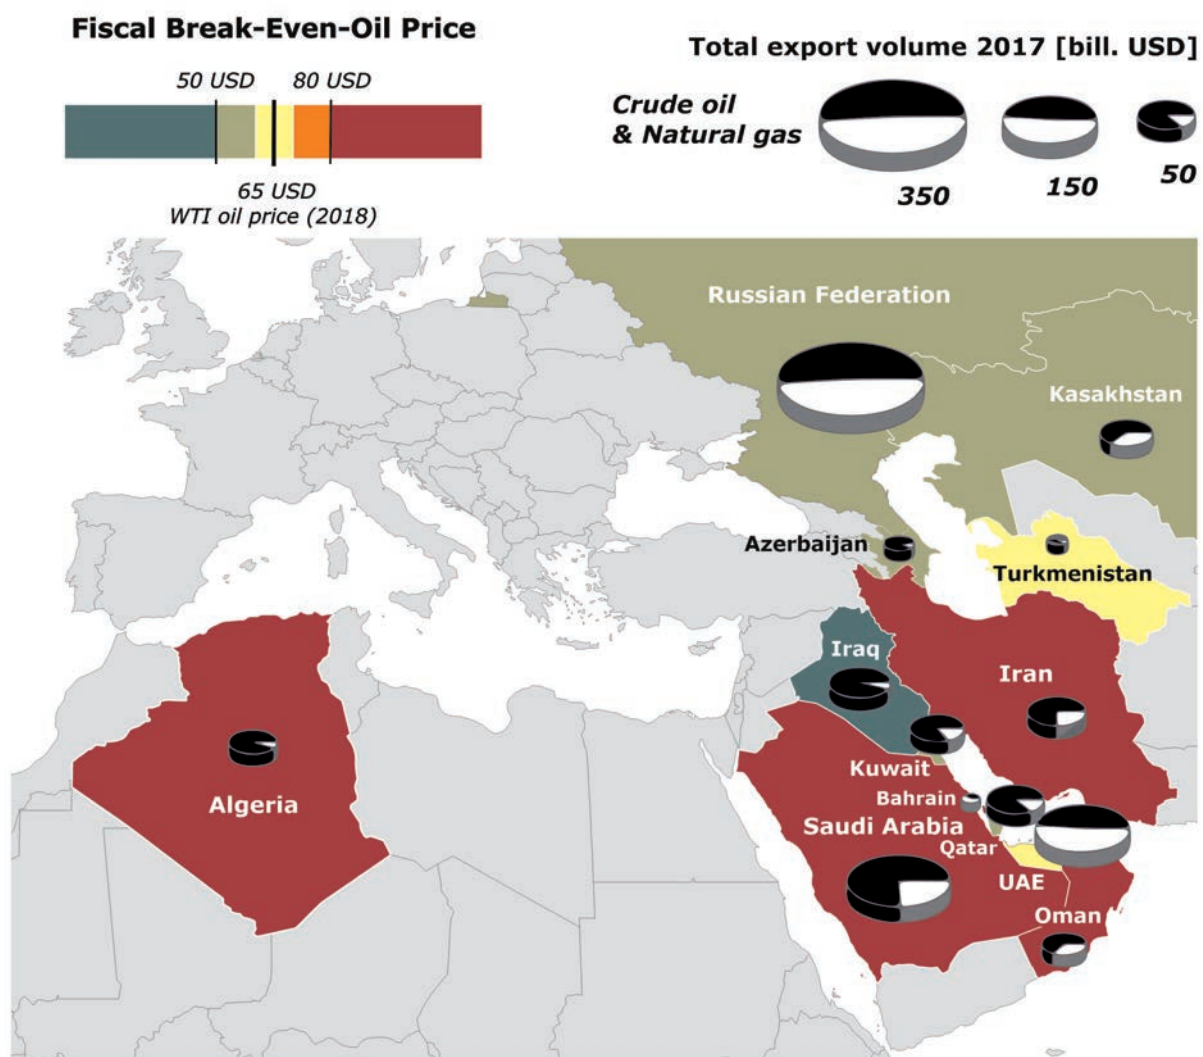 Fiscal Break-Even-Oil Price
50 USD
80 USD
65 USD
WTI oil price (2018)
Total export volume 2017 [bill. USD]
Crude oil
& Natural gas
350
150
50
Russian Federation
Kasakhstan
Azerbaijan
Turkmenistan
Iraq
Iran
Kuwait
Bahrain
Algeria
Saudi Arabia
Qatar
UAE
Oman